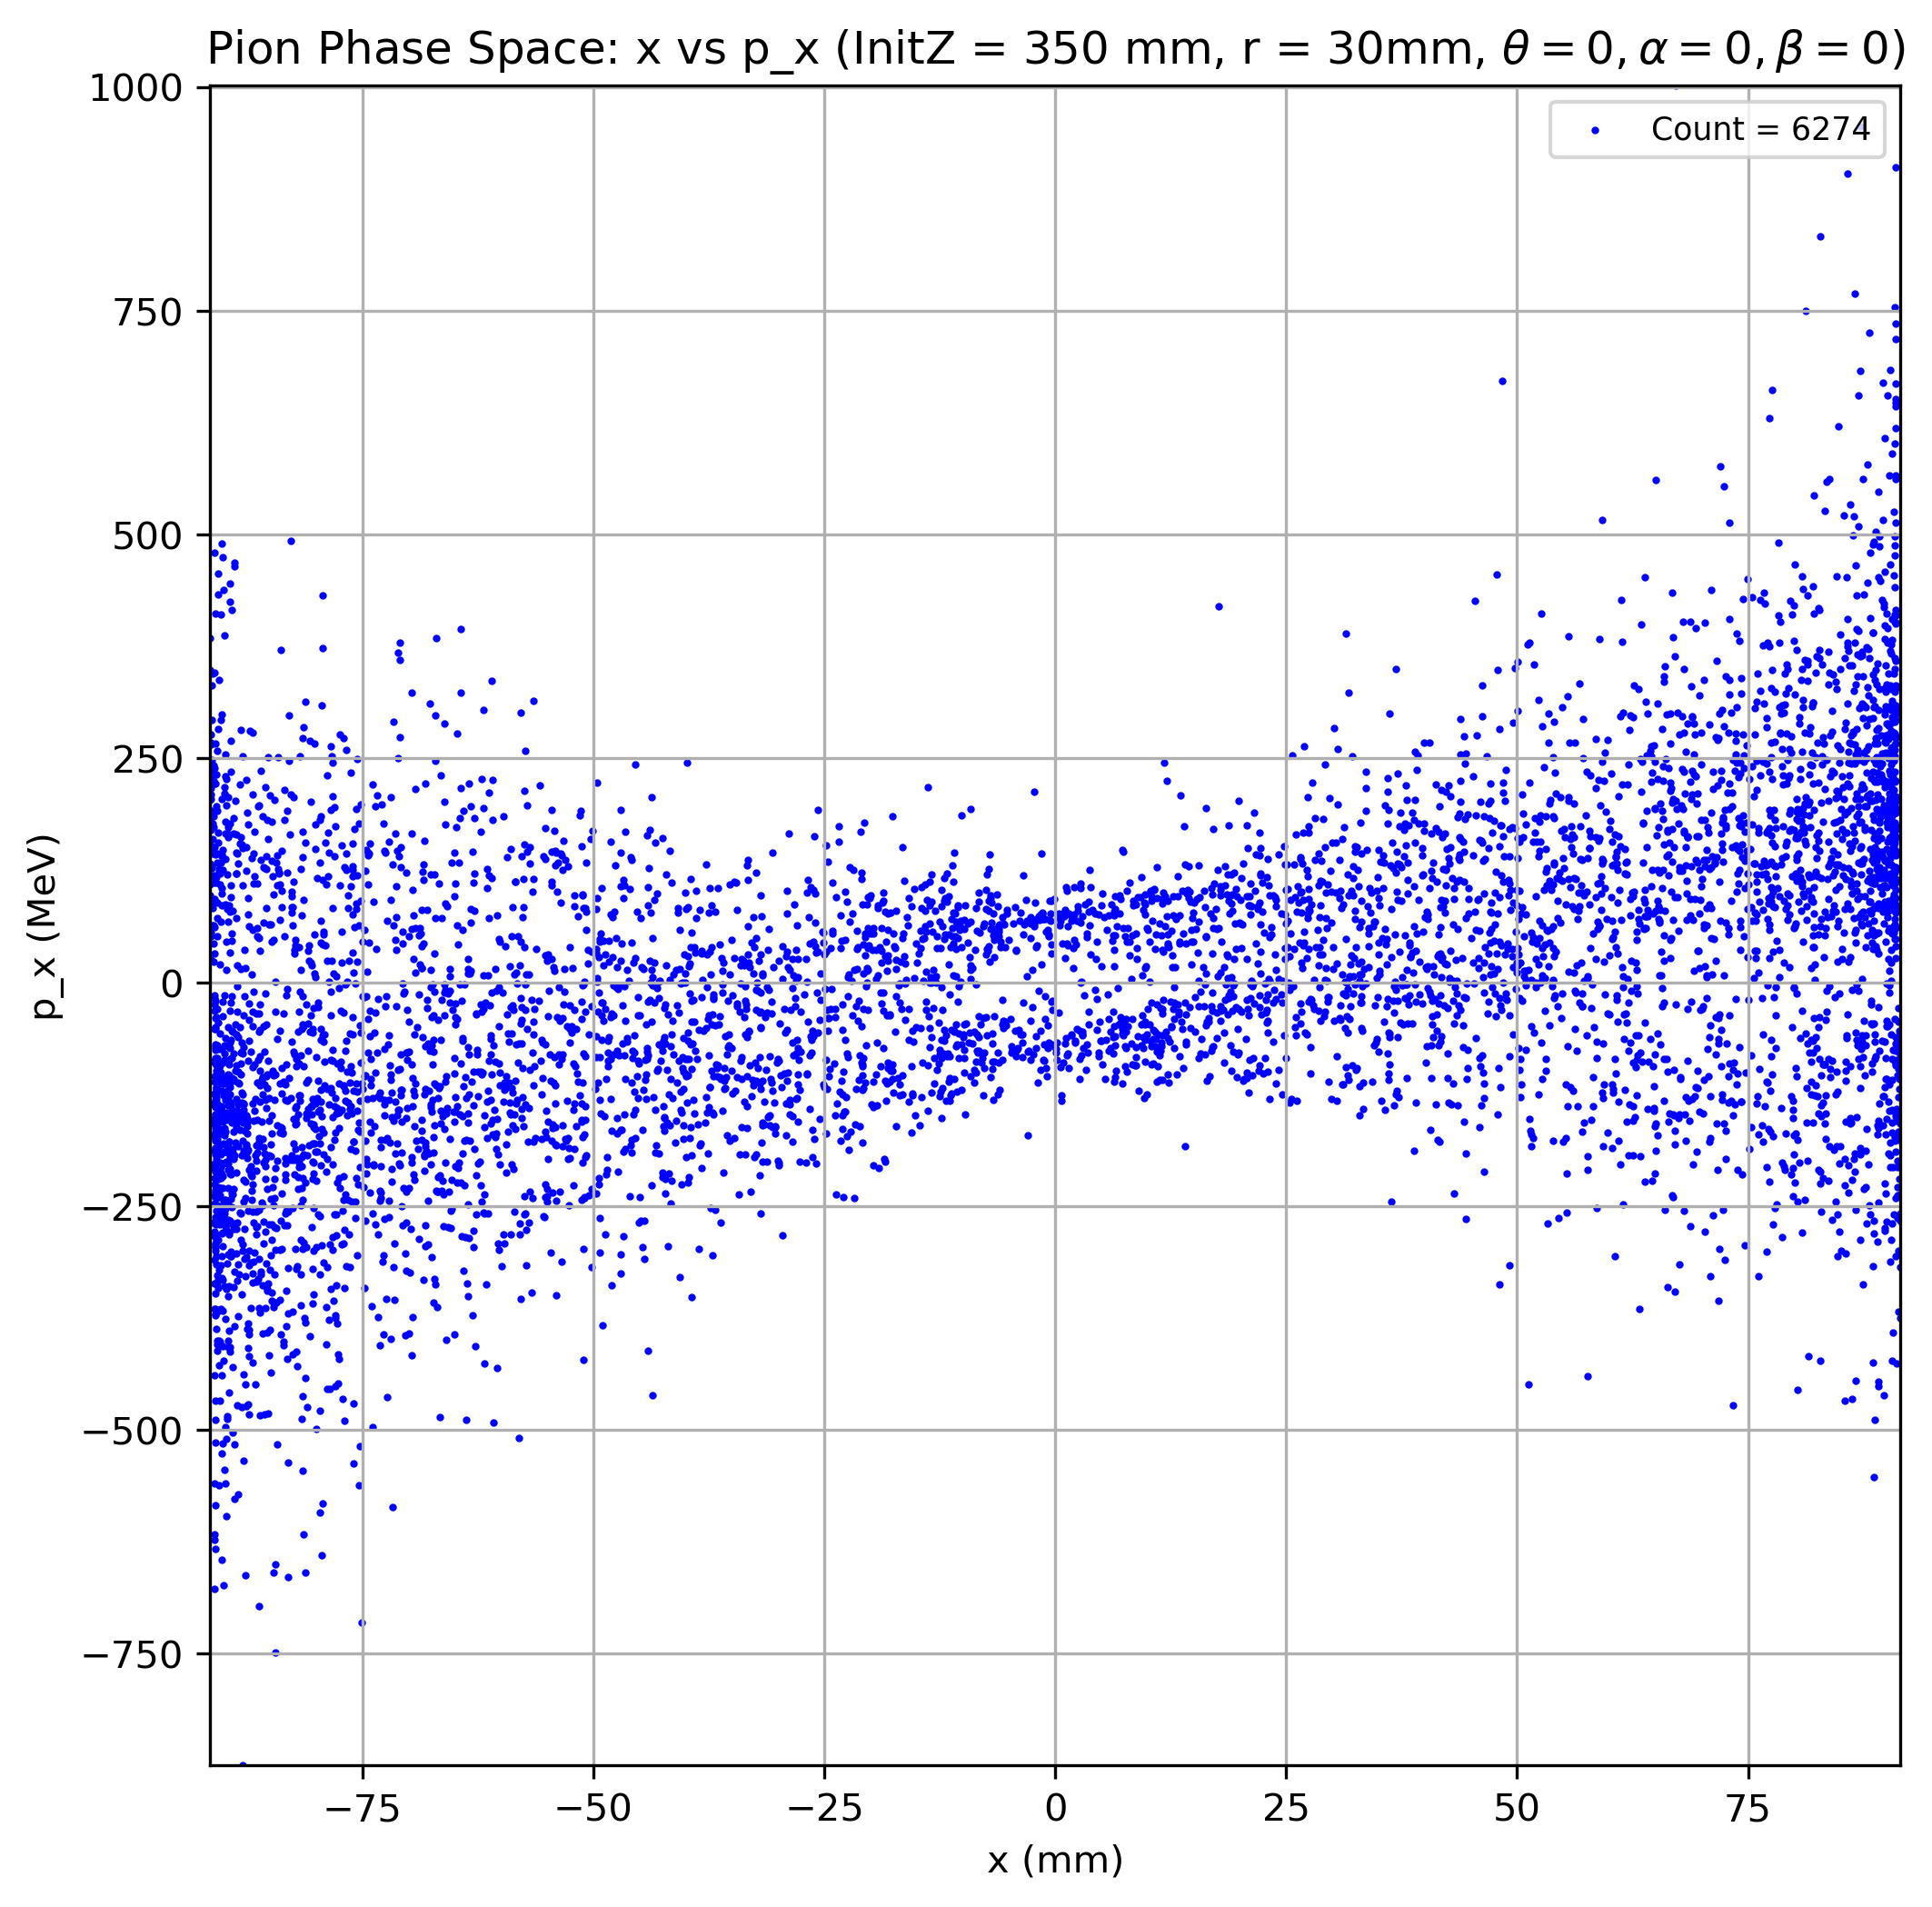 Pion Phase Space: x vs p_x (InitZ = 350 mm, r = 30mm, θ = 0, α = 0, β = 0)
Count = 6274
1000
750
500
250
0
−250
−500
−750
p_x (MeV)
−75 −50 −25 0 25 50 75
x (mm)